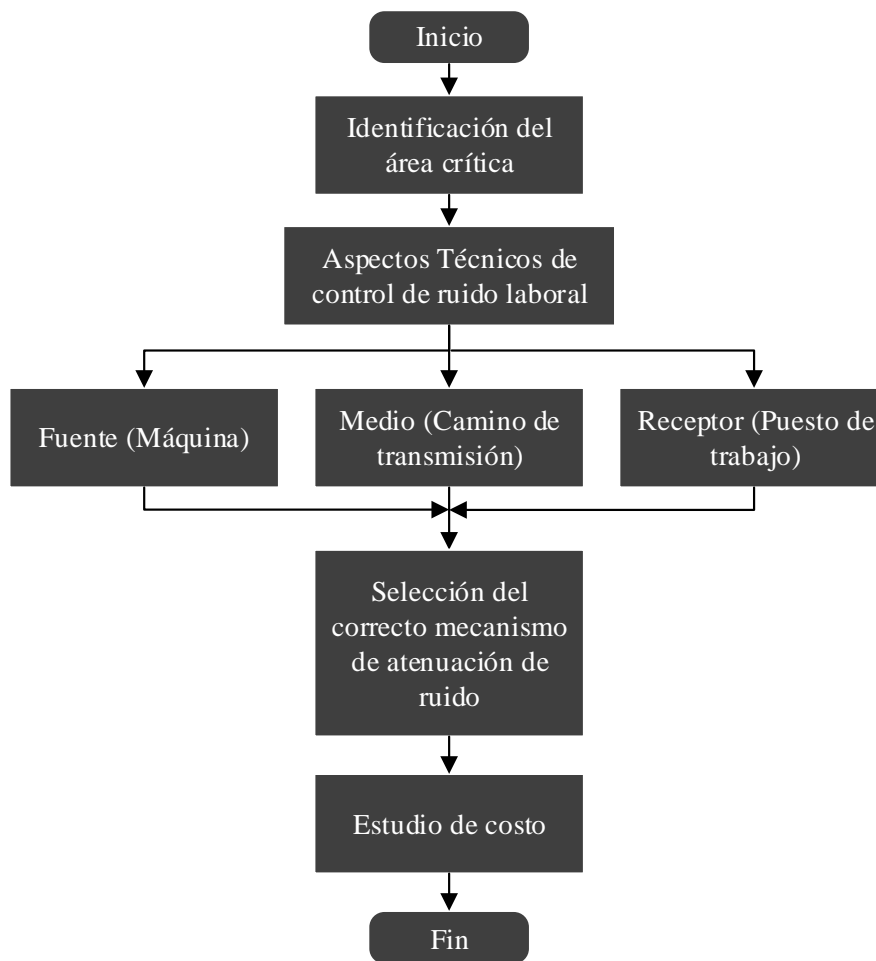 Inicio
Identificación del
área crítica
Aspectos Técnicos de
control de ruido laboral
Fuente (Máquina)
Medio (Camino de
transmisión)
Receptor (Puesto de
trabajo)
Selección del
correcto mecanismo
de atenuación de
ruido
Estudio de costo
Fin